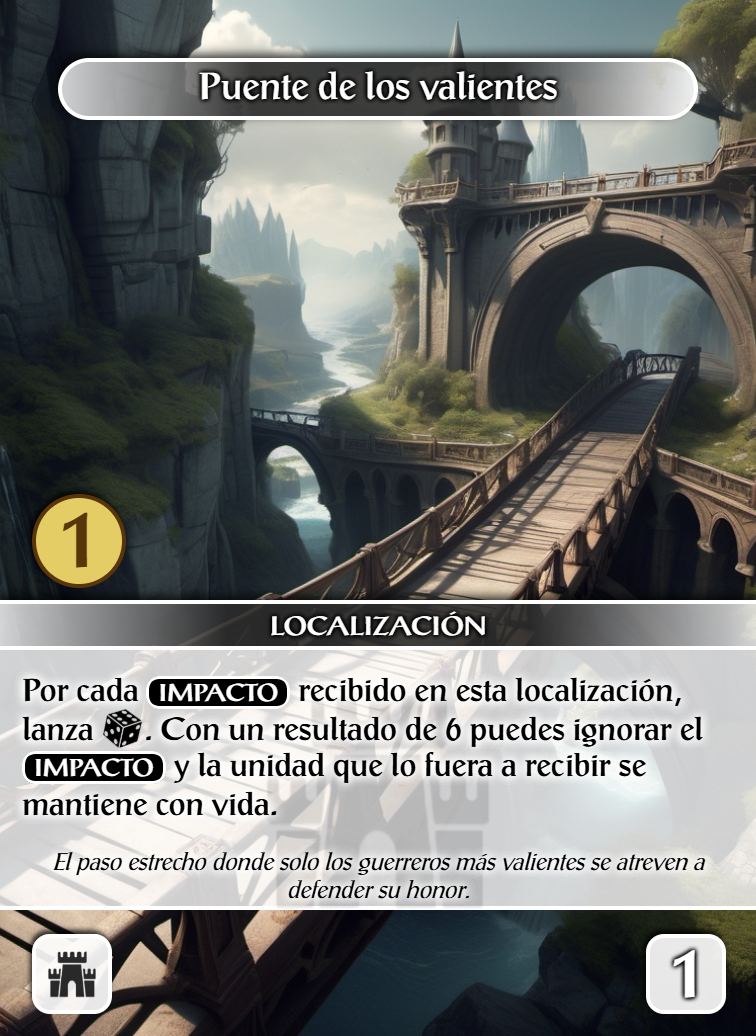 Puente de los valientes
1
LOCALIZACIÓN
Por cada IMPACTO recibido en esta localización,
lanza . Con un resultado de 6 puedes ignorar el
IMPACTO y la unidad que lo fuera a recibir se
mantiene con vida.
El paso estrecho donde solo los guerreros más valientes se atreven a
defender su honor.
1